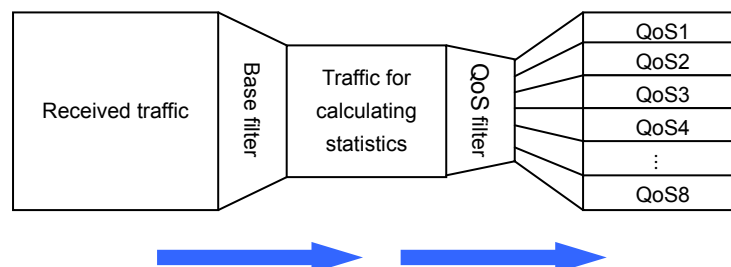 Received traffic
Base filter
Traffic for
calculating
statistics
QoS filter
QoS1
QoS2
QoS3
QoS4
...
QoS8